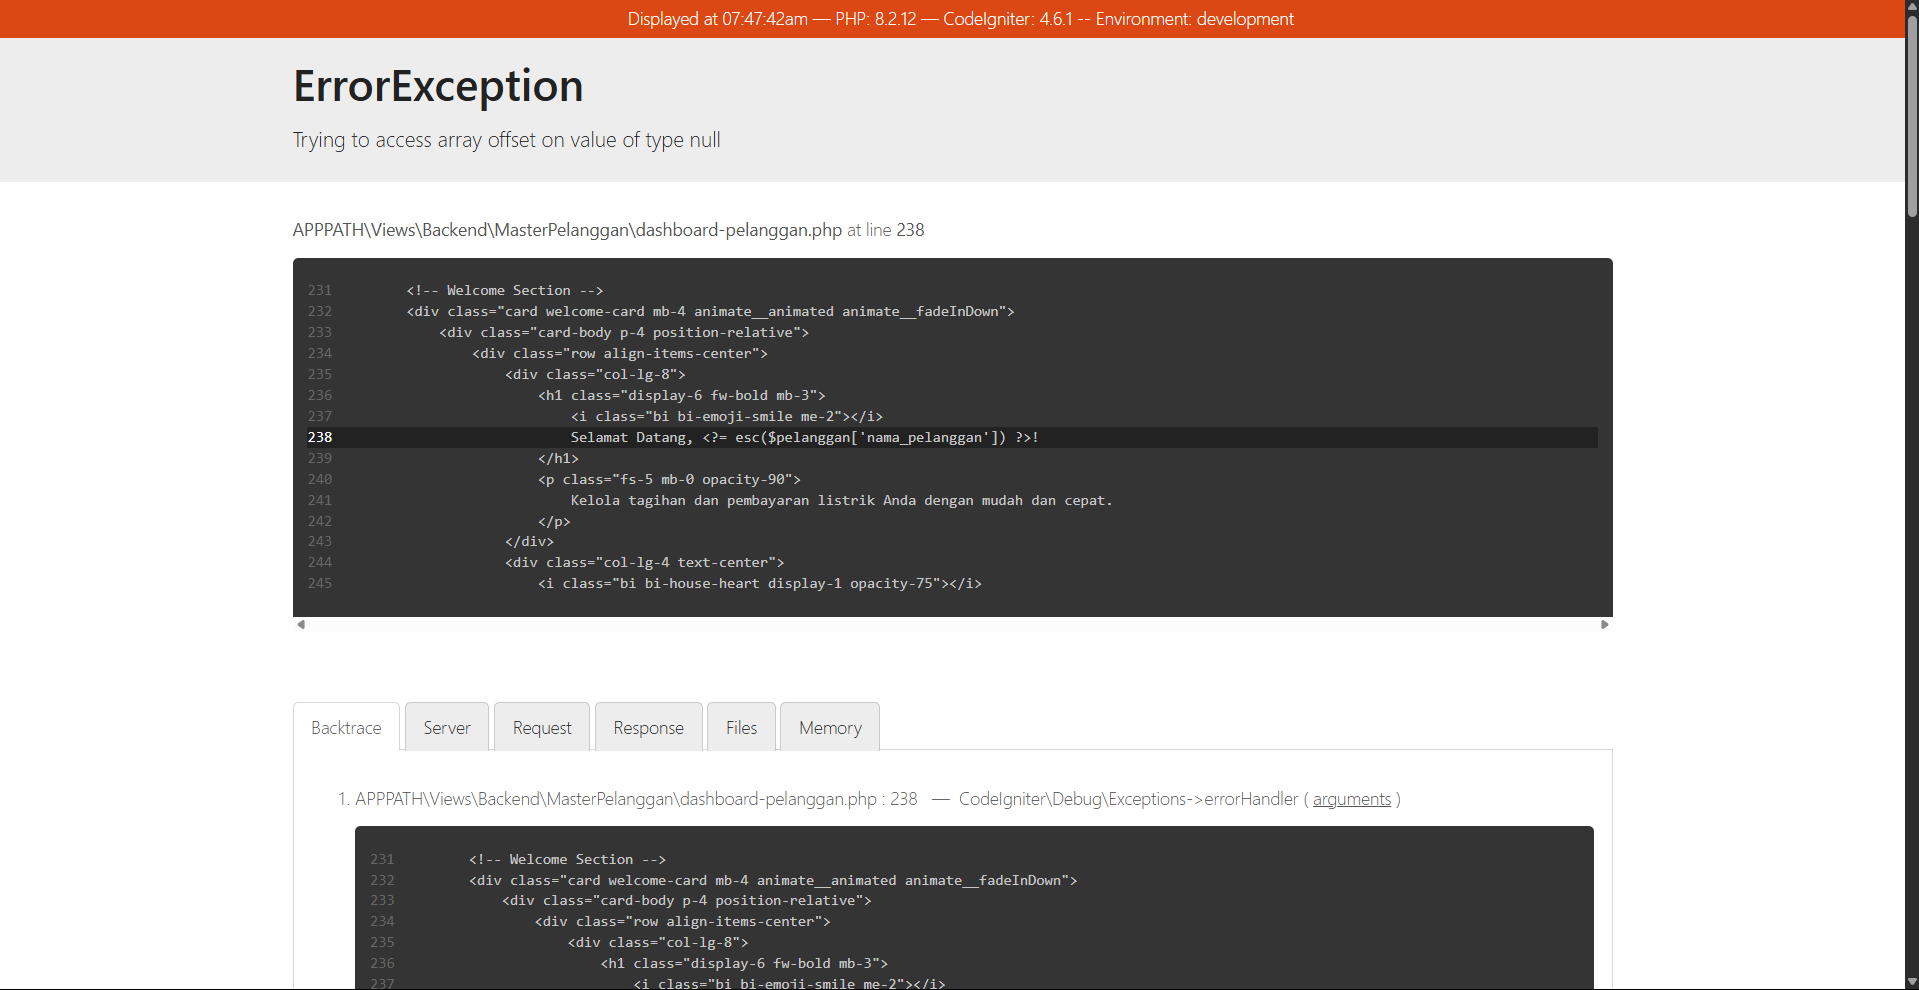 Displayed at 07:47:42am — PHP: 8.2.12 — CodeIgniter: 4.6.1 -- Environment: development
ErrorException
Trying to access array offset on value of type null
APPPATH\Views\Backend\MasterPelanggan\dashboard-pelanggan.php at line 238
231 <!-- Welcome Section -->
232 <div class="card welcome-card mb-4 animate__animated animate__fadeInDown">
233 <div class="card-body p-4 position-relative">
234 <div class="row align-items-center">
235 <div class="col-lg-8">
236 <h1 class="display-6 fw-bold mb-3">
237 <i class="bi bi-emoji-smile me-2"></i>
238 Selamat Datang, <?= esc($pelanggan['nama_pelanggan']) ?>!
239 </h1>
240 <p class="fs-5 mb-0 opacity-90">
241 Kelola tagihan dan pembayaran listrik Anda dengan mudah dan cepat.
242 </p>
243 </div>
244 <div class="col-lg-4 text-center">
245 <i class="bi bi-house-heart display-1 opacity-75"></i>
Backtrace Server Request Response Files Memory
1. APPPATH\Views\Backend\MasterPelanggan\dashboard-pelanggan.php : 238 — CodeIgniter\Debug\Exceptions->errorHandler ( arguments )
231 <!-- Welcome Section -->
232 <div class="card welcome-card mb-4 animate__animated animate__fadeInDown">
233 <div class="card-body p-4 position-relative">
234 <div class="row align-items-center">
235 <div class="col-lg-8">
236 <h1 class="display-6 fw-bold mb-3">
237 <i class="bi bi-emoji-smile me-2"></i>